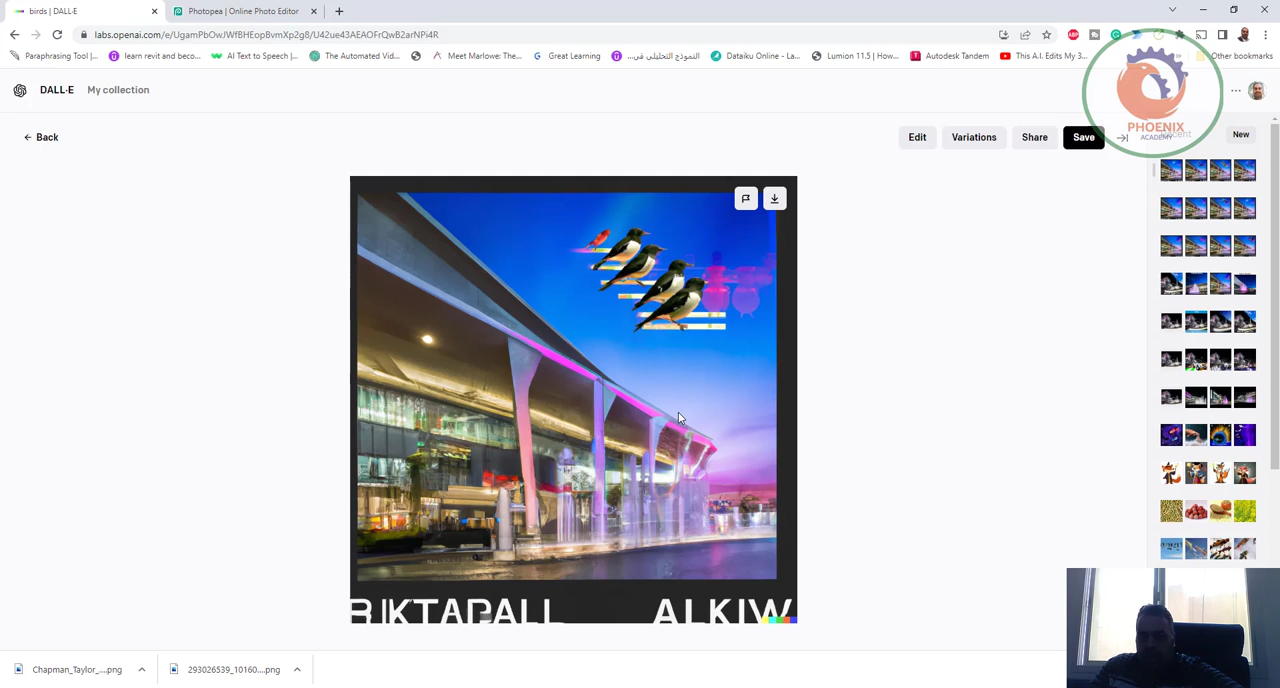 birds | DALL·E
Photopea | Online Photo Editor
labs.openai.com/e/UgamPbOwJWfBHEopBvmXp2g8/U42ue43AEAOFrQwB2arNPi4R
Paraphrasing Tool |...
learn revit and beco...
AI Text to Speech |...
The Automated Vid...
Meet Marlowe: The...
Great Learning
النموذج التحليلي في...
Dataiku Online - La...
Lumion 11.5 | How...
Autodesk Tandem
This A.I. Edits My 3...
Other bookmarks
DALL·E
My collection
PHOENIX
ACADEMY
Back
Edit
Variations
Share
Save
New
ALKIW
Chapman_Taylor_....png
293026539_10160....png